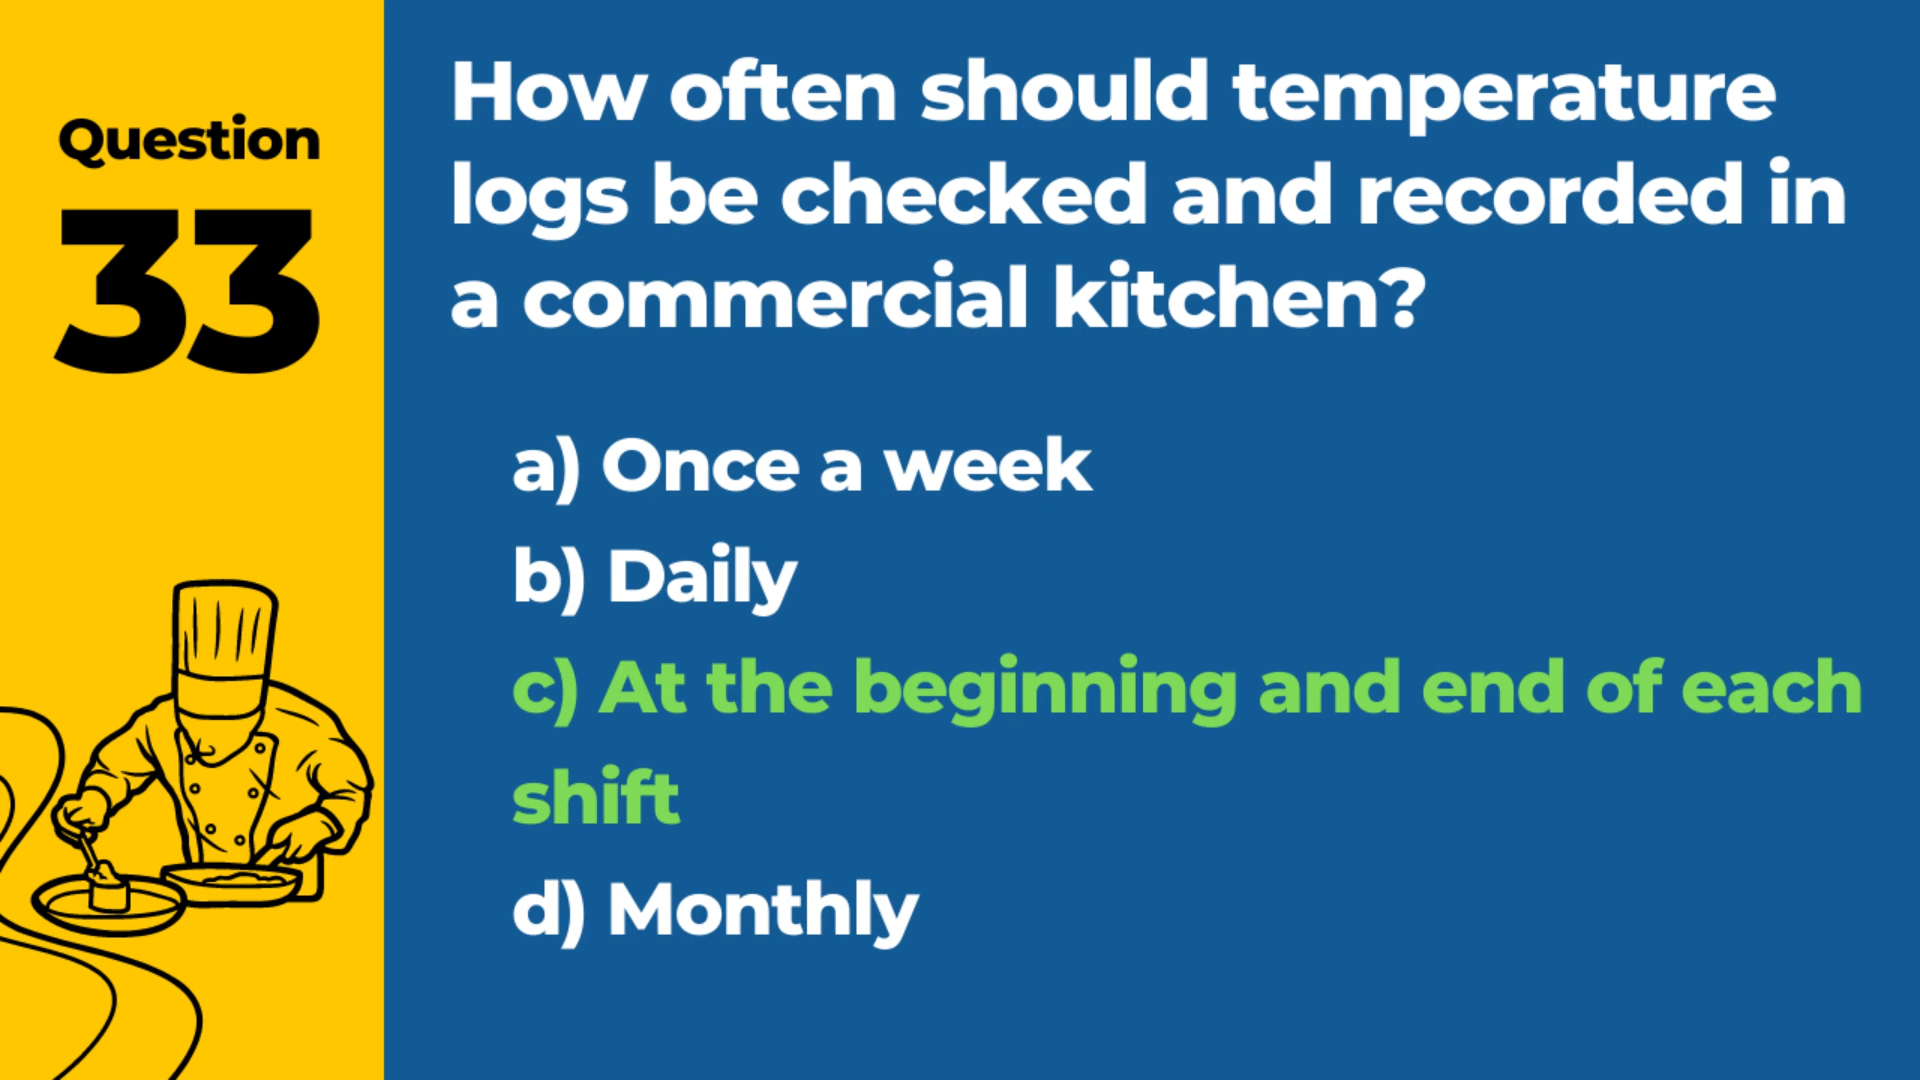 Question
33
How often should temperature
logs be checked and recorded in
a commercial kitchen?
a) Once a week
b) Daily
c) At the beginning and end of each
shift
d) Monthly